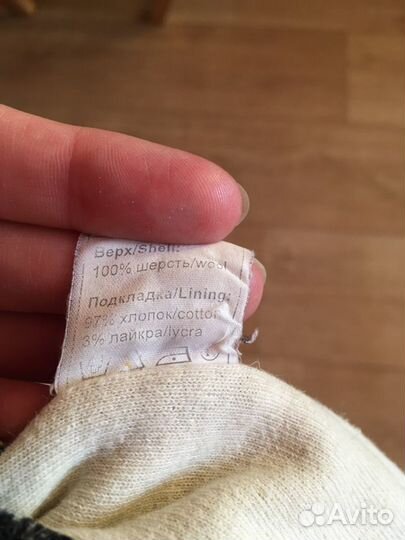 Верх/Shell:
100% шерсть/wool
Подкладка/Lining:
97% хлопок/cotton
3% лайкра/lycra
Avito